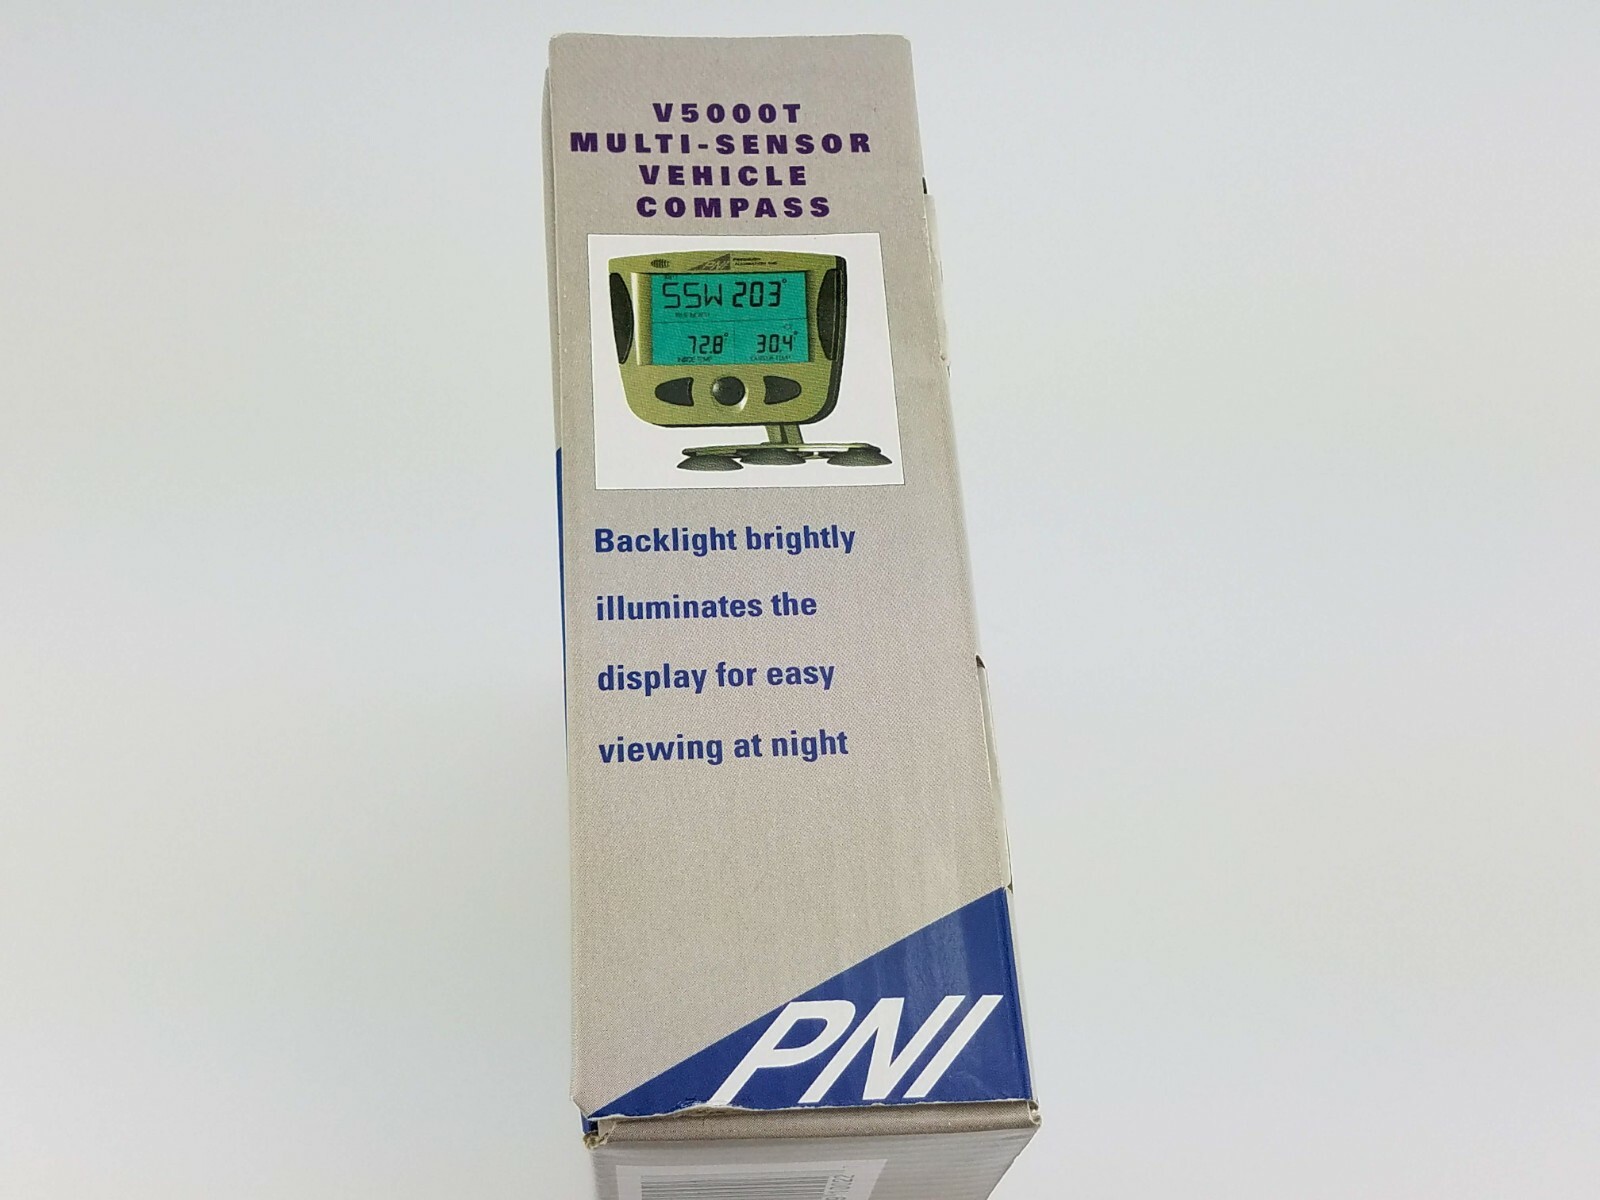 V5000T
MULTI-SENSOR
VEHICLE
COMPASS
PNI
SSW 203°
72.8° 30.4°
Backlight brightly
illuminates the
display for easy
viewing at night
PNI